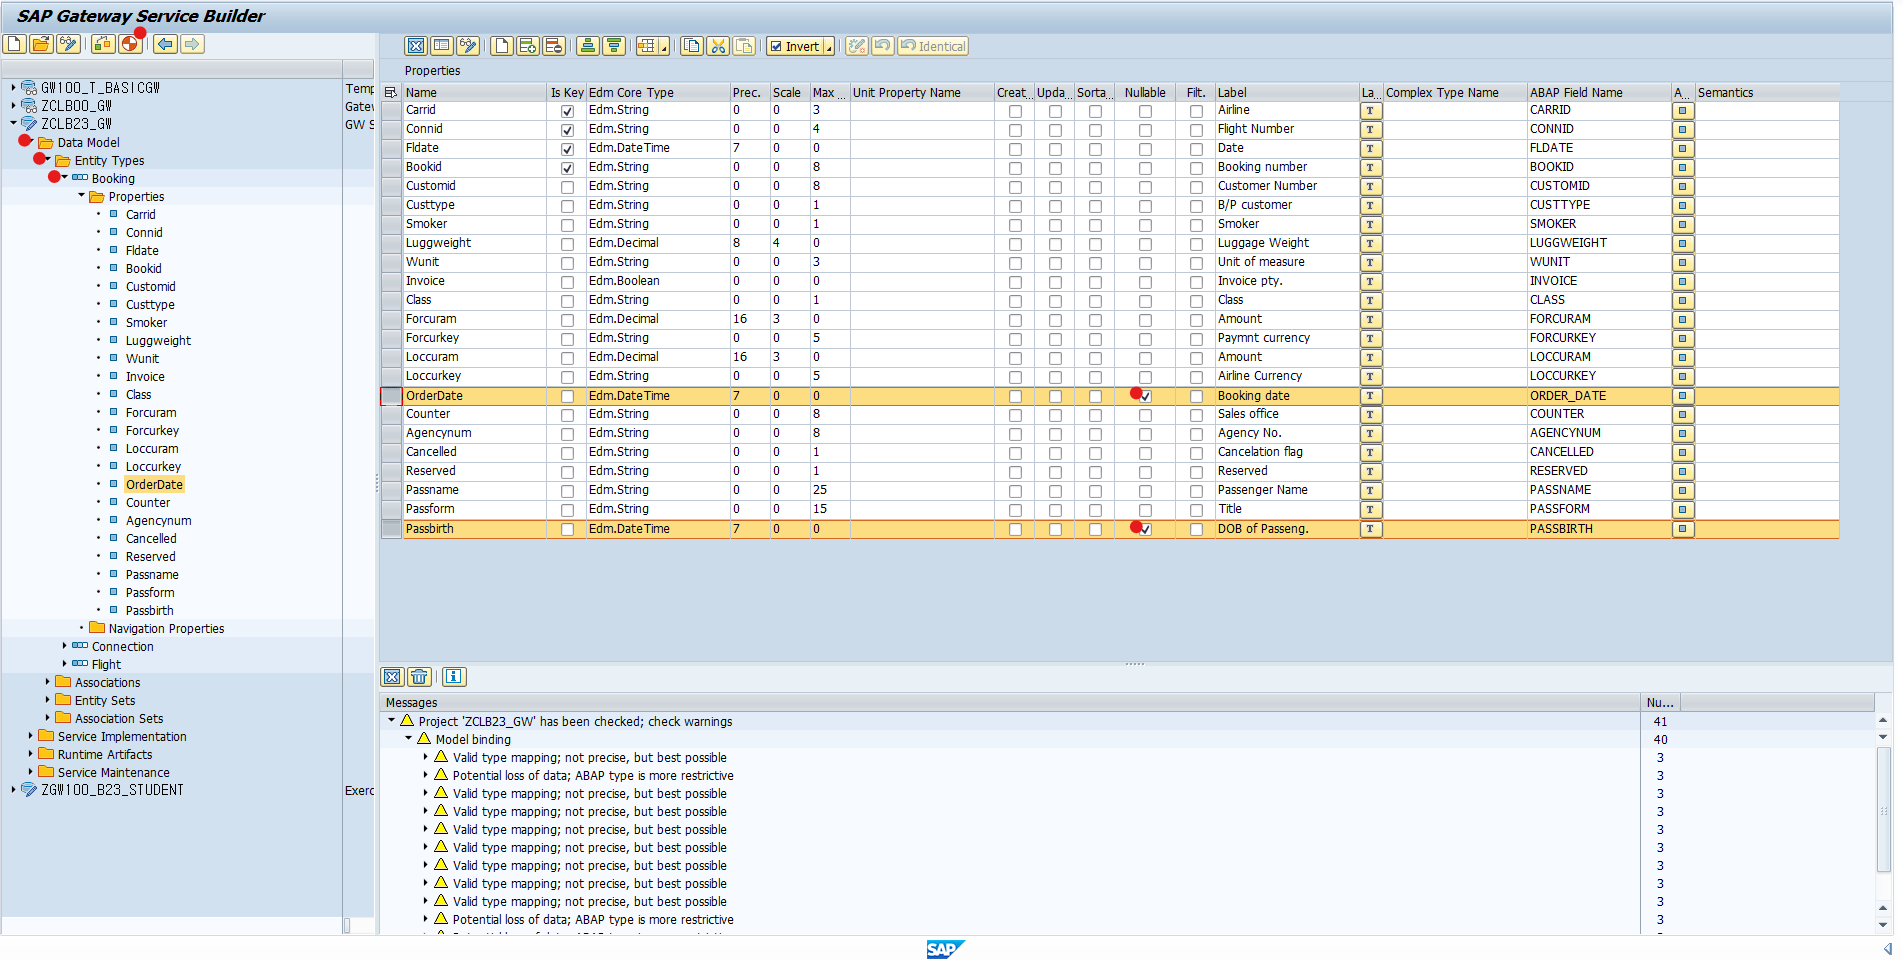 SAP Gateway Service Builder
Invert
Identical
Properties
Name Is Key Edm Core Type Prec. Scale Max ... Unit Property Name Creat... Upda... Sorta... Nullable Filt. Label La... Complex Type Name ABAP Field Name A... Semantics
Carrid Edm.String 0 0 3 Airline T CARRID
Connid Edm.String 0 0 4 Flight Number T CONNID
Fldate Edm.DateTime 7 0 0 Date T FLDATE
Bookid Edm.String 0 0 8 Booking number T BOOKID
Customid Edm.String 0 0 8 Customer Number T CUSTOMID
Custtype Edm.String 0 0 1 B/P customer T CUSTTYPE
Smoker Edm.String 0 0 1 Smoker T SMOKER
Luggweight Edm.Decimal 8 4 0 Luggage Weight T LUGGWEIGHT
Wunit Edm.String 0 0 3 Unit of measure T WUNIT
Invoice Edm.Boolean 0 0 0 Invoice pty. T INVOICE
Class Edm.String 0 0 1 Class T CLASS
Forcuram Edm.Decimal 16 3 0 Amount T FORCURAM
Forcurkey Edm.String 0 0 5 Paymnt currency T FORCURKEY
Loccuram Edm.Decimal 16 3 0 Amount T LOCCURAM
Loccurkey Edm.String 0 0 5 Airline Currency T LOCCURKEY
OrderDate Edm.DateTime 7 0 0 Booking date T ORDER_DATE
Counter Edm.String 0 0 8 Sales office T COUNTER
Agencynum Edm.String 0 0 8 Agency No. T AGENCYNUM
Cancelled Edm.String 0 0 1 Cancelation flag T CANCELLED
Reserved Edm.String 0 0 1 Reserved T RESERVED
Passname Edm.String 0 0 25 Passenger Name T PASSNAME
Passform Edm.String 0 0 15 Title T PASSFORM
Passbirth Edm.DateTime 7 0 0 DOB of Passeng. T PASSBIRTH
GW100_T_BASICGW Temp
ZCLB00_GW Gatew
ZCLB23_GW GW S
Data Model
Entity Types
Booking
Properties
Carrid
Connid
Fldate
Bookid
Customid
Custtype
Smoker
Luggweight
Wunit
Invoice
Class
Forcuram
Forcurkey
Loccuram
Loccurkey
OrderDate
Counter
Agencynum
Cancelled
Reserved
Passname
Passform
Passbirth
Navigation Properties
Connection
Flight
Associations
Entity Sets
Association Sets
Service Implementation
Runtime Artifacts
Service Maintenance
ZGW100_B23_STUDENT Exerc
Messages Nu...
Project 'ZCLB23_GW' has been checked; check warnings 41
Model binding 40
Valid type mapping; not precise, but best possible 3
Potential loss of data; ABAP type is more restrictive 3
Valid type mapping; not precise, but best possible 3
Valid type mapping; not precise, but best possible 3
Valid type mapping; not precise, but best possible 3
Valid type mapping; not precise, but best possible 3
Valid type mapping; not precise, but best possible 3
Valid type mapping; not precise, but best possible 3
Valid type mapping; not precise, but best possible 3
Potential loss of data; ABAP type is more restrictive 3
SAP